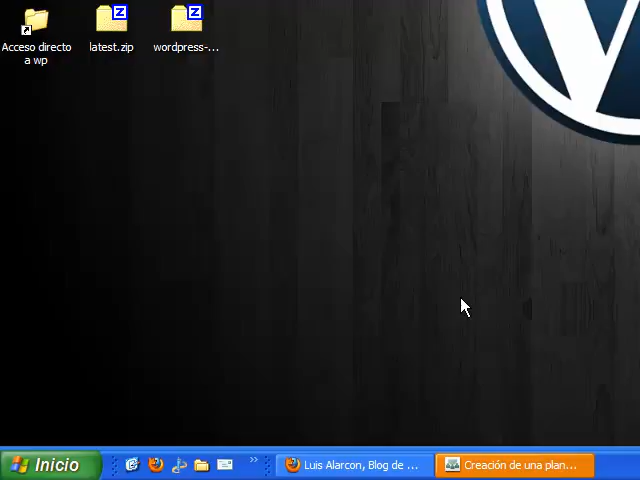 Acceso directo
a wp
latest.zip
wordpress-...
Inicio
Luis Alarcon, Blog de ...
Creación de una plan...